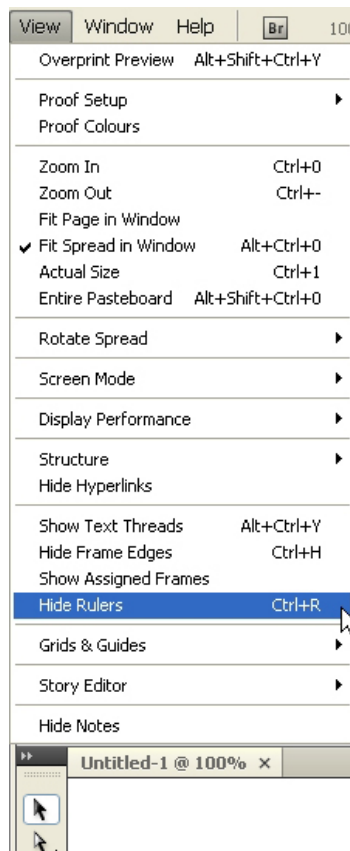 View Window Help Br 100
Overprint Preview Alt+Shift+Ctrl+Y
Proof Setup
Proof Colours
Zoom In Ctrl+0
Zoom Out Ctrl+-
Fit Page in Window
Fit Spread in Window Alt+Ctrl+0
Actual Size Ctrl+1
Entire Pasteboard Alt+Shift+Ctrl+0
Rotate Spread
Screen Mode
Display Performance
Structure
Hide Hyperlinks
Show Text Threads Alt+Ctrl+Y
Hide Frame Edges Ctrl+H
Show Assigned Frames
Hide Rulers Ctrl+R
Grids & Guides
Story Editor
Hide Notes
Untitled-1 @ 100% ×